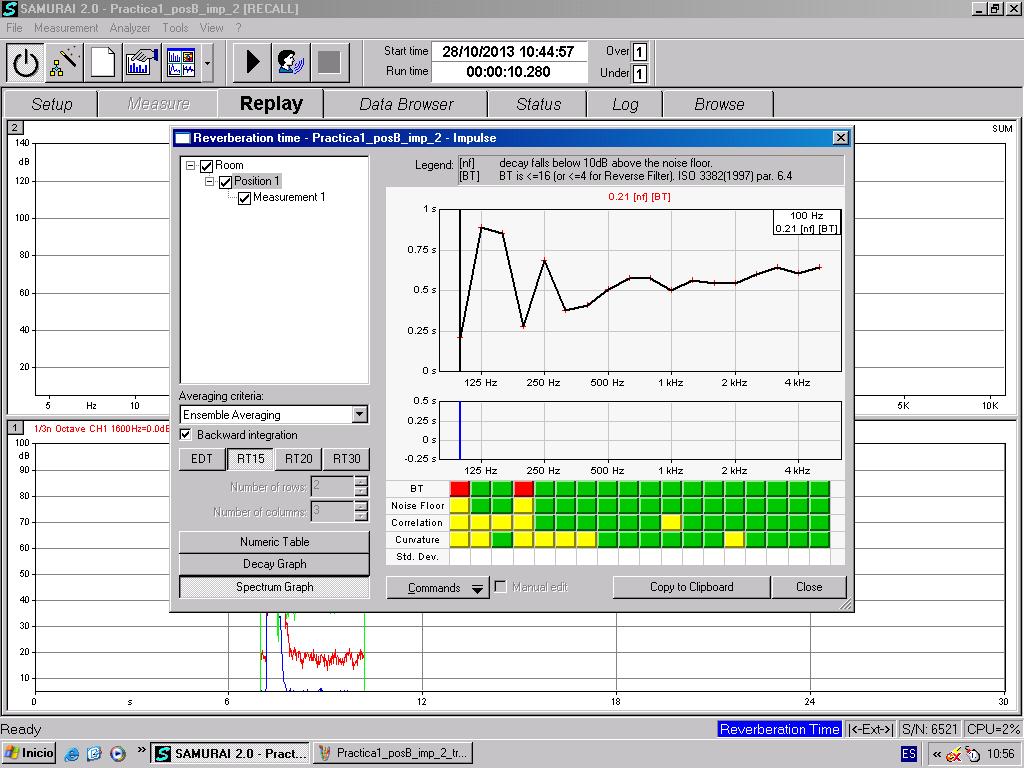 SAMURAI 2.0 - Practica1_posB_imp_2 [RECALL]
File Measurement Analyzer Tools View ?
Start time 28/10/2013 10:44:57 Over 1
Run time 00:00:10.280 Under 1
Setup Measure Replay Data Browser Status Log Browse
2
SUM
140
dB
120
100
80
60
40
20
5 Hz 10 5K 10K
Reverberation time - Practica1_posB_imp_2 - Impulse
Room
Position 1
Measurement 1
Legend: [nf] decay falls below 10dB above the noise floor.
[BT] BT is <=16 (or <=4 for Reverse Filter). ISO 3382(1997) par. 6.4
0.21 [nf] [BT]
1 s
100 Hz
0.21 [nf] [BT]
0.75 s
0.5 s
0.25 s
0 s
125 Hz 250 Hz 500 Hz 1 kHz 2 kHz 4 kHz
Averaging criteria:
Ensemble Averaging
Backward integration
EDT RT15 RT20 RT30
Number of rows: 2
Number of columns: 3
Numeric Table
Decay Graph
Spectrum Graph
0.5 s
0.25 s
0 s
-0.25 s
125 Hz 250 Hz 500 Hz 1 kHz 2 kHz 4 kHz
BT
Noise Floor
Correlation
Curvature
Std. Dev.
Commands Manual edit Copy to Clipboard Close
1 1/3n Octave CH1 1600Hz=0.0dB
100
dB
90
80
70
60
50
40
30
20
10
0 s 6 12 18 24 30
Ready Reverberation Time |<-Ext->| S/N: 6521 CPU=2%
Inicio » SAMURAI 2.0 - Pract... Practica1_posB_imp_2_tr... ES « 10:56